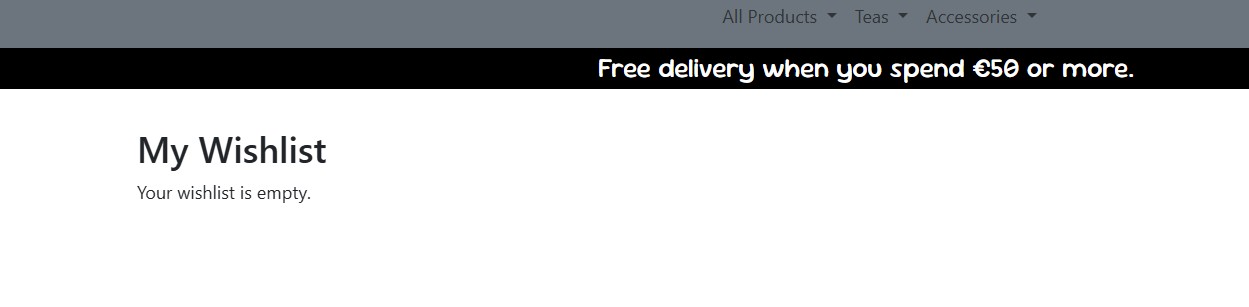 All Products Teas Accessories
Free delivery when you spend €50 or more.
My Wishlist
Your wishlist is empty.